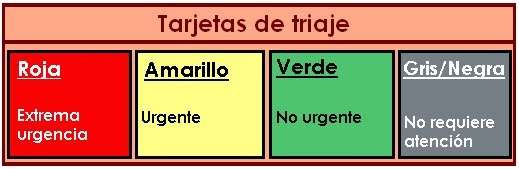 Tarjetas de triaje
Roja
Extrema
urgencia
Amarillo
Urgente
Verde
No urgente
Gris/Negra
No requiere
atención